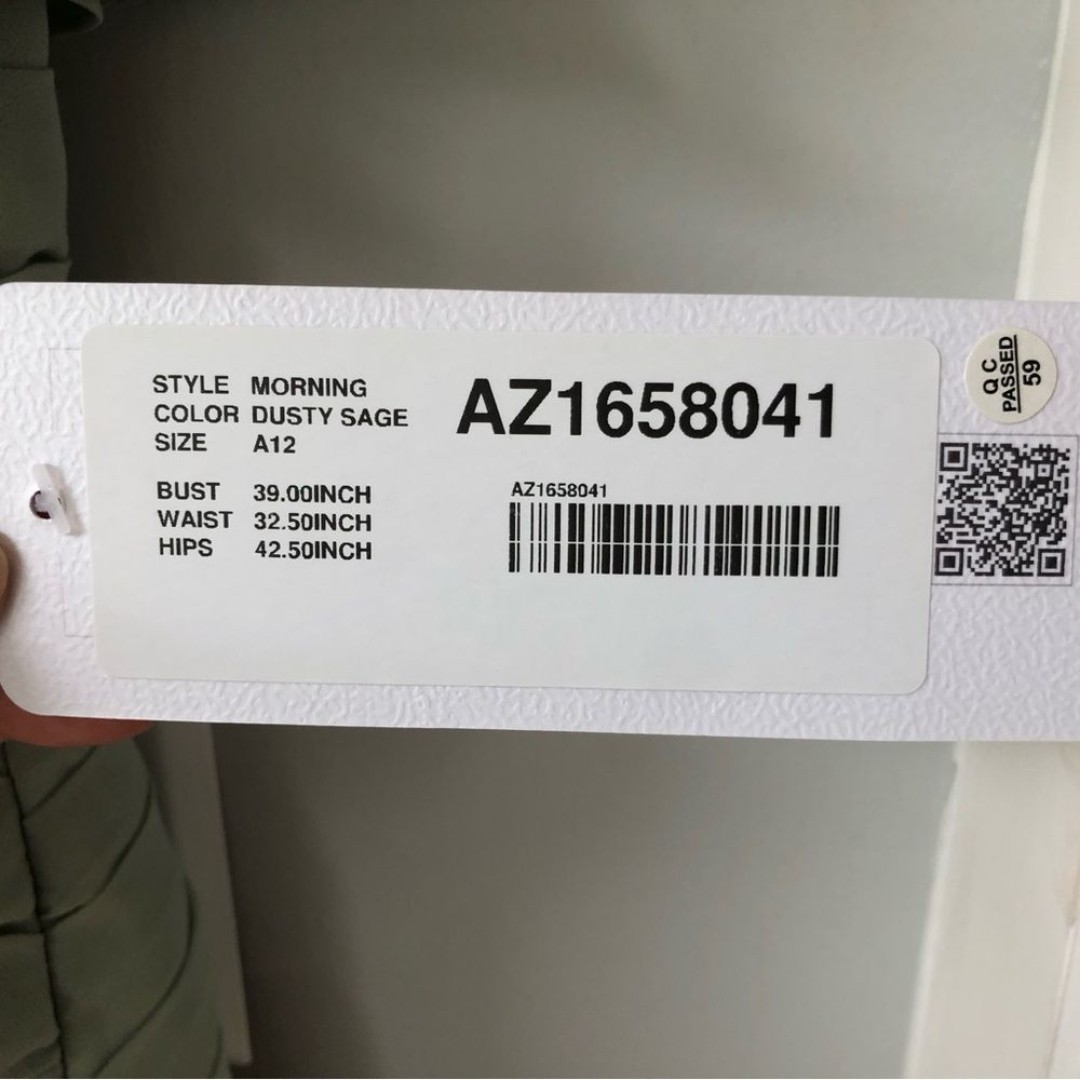 STYLE MORNING
COLOR DUSTY SAGE
SIZE A12
AZ1658041
BUST 39.00INCH
WAIST 32.50INCH
HIPS 42.50INCH
AZ1658041
QC
PASSED
59